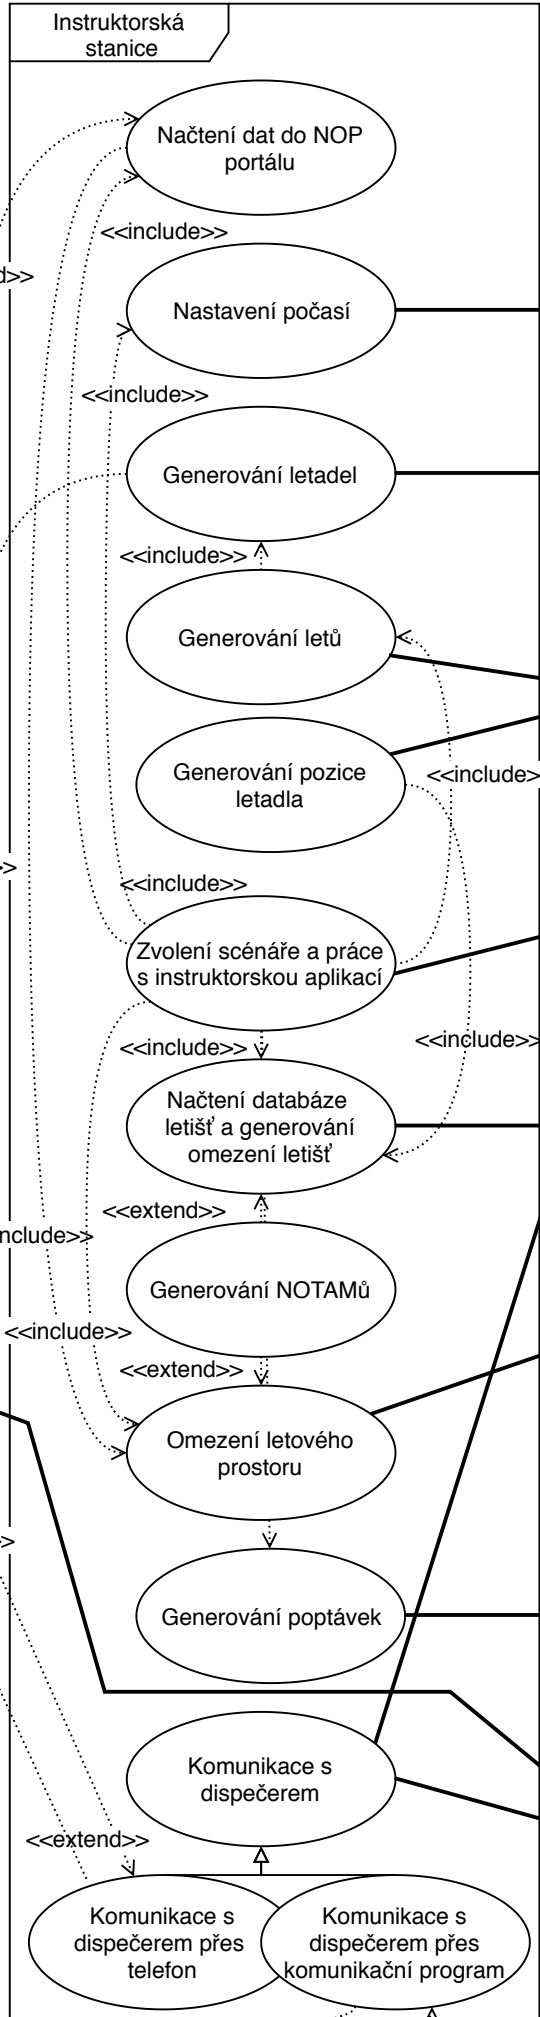 Instruktorská
stanice
Načtení dat do NOP
portálu
<<include>>
d>>
Nastavení počasí
<<include>>
Generování letadel
<<include>>
Generování letů
Generování pozice
letadla
<<include>
>
<<include>>
Zvolení scénáře a práce
s instruktorskou aplikací
<<include>>
<<include>>
Načtení databáze
letišť a generování
omezení letišť
<<extend>>
nclude>>
Generování NOTAMů
<<include>>
<<extend>>
Omezení letového
prostoru
>
Generování poptávek
Komunikace s
dispečerem
<<extend>>
Komunikace s
dispečerem přes
telefon
Komunikace s
dispečerem přes
komunikační program